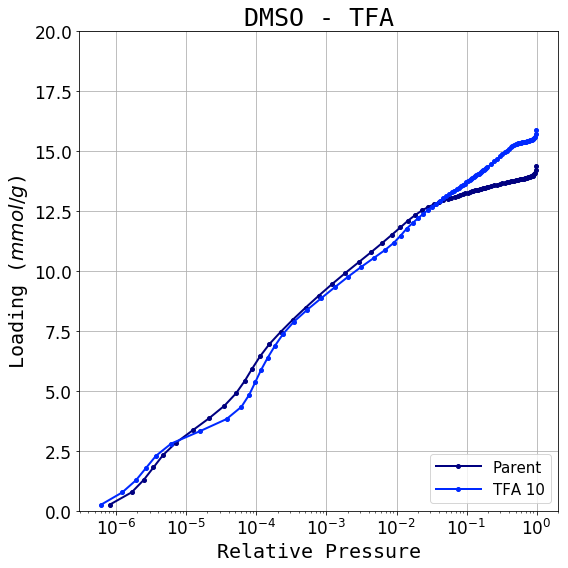 DMSO - TFA
20.0
17.5
15.0
12.5
10.0
7.5
5.0
2.5
0.0
Loading (mmol/g)
10⁻⁶ 10⁻⁵ 10⁻⁴ 10⁻³ 10⁻² 10⁻¹ 10⁰
Relative Pressure
Parent
TFA 10